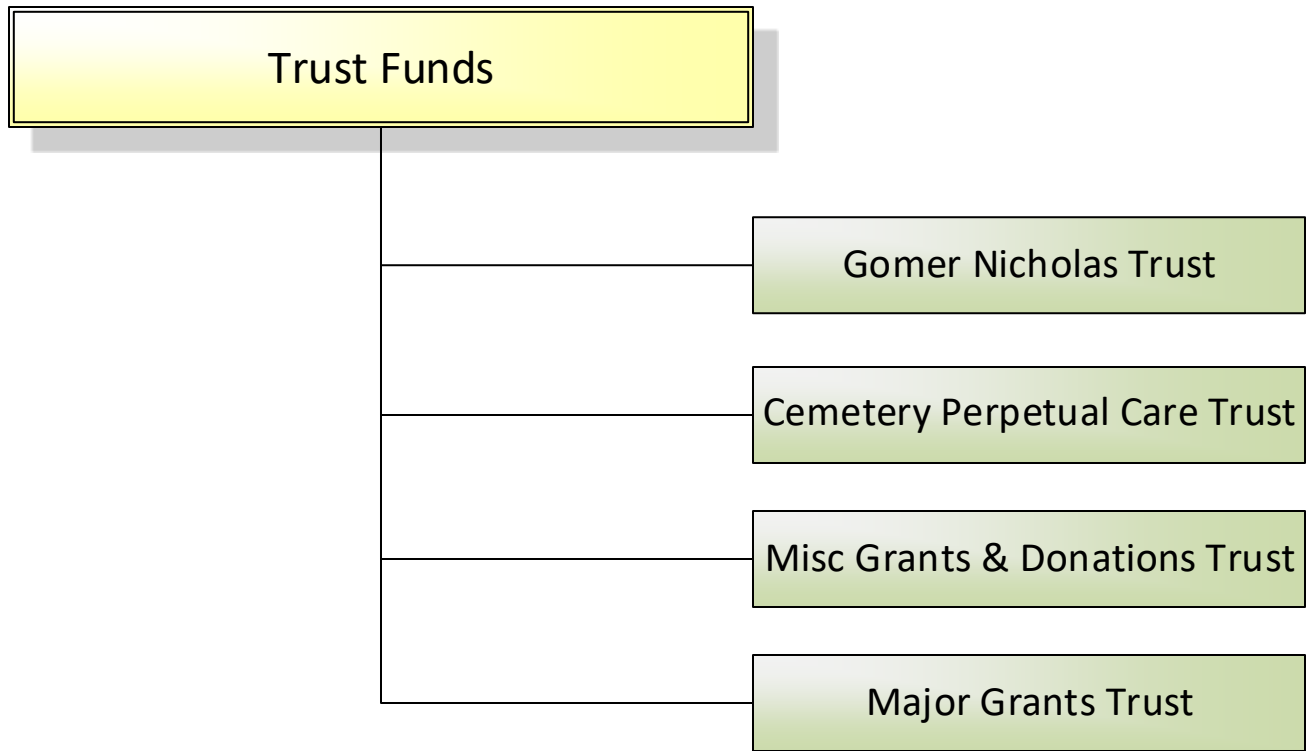 Trust Funds
Gomer Nicholas Trust
Cemetery Perpetual Care Trust
Misc Grants & Donations Trust
Major Grants Trust